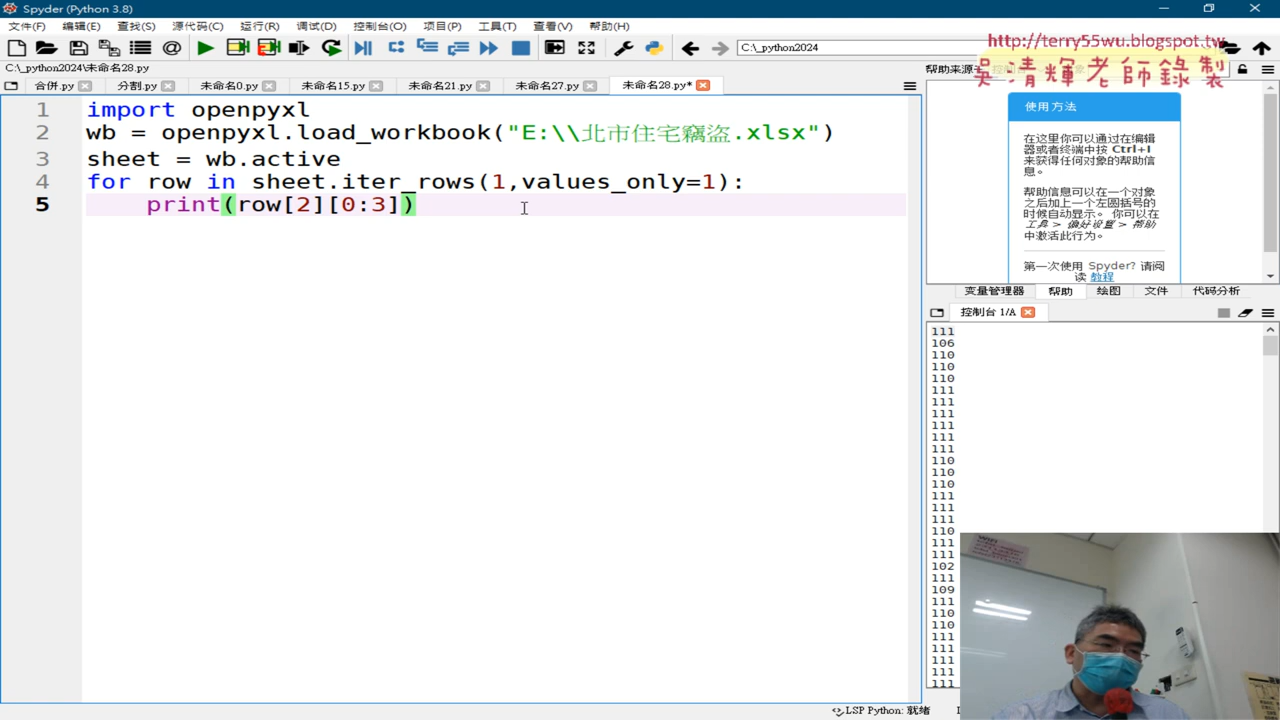 Spyder (Python 3.8)
文件(F) 编辑(E) 查找(S) 源代码(C) 运行(R) 调试(D) 控制台(O) 项目(P) 工具(T) 查看(V) 帮助(H)
C:\_python2024
http://terry55wu.blogspot.tw
吳清輝老師錄製
C:\_python2024\未命名28.py
帮助来源
合併.py 分割.py 未命名0.py 未命名15.py 未命名21.py 未命名27.py 未命名28.py*
1 import openpyxl
2 wb = openpyxl.load_workbook("E:\\北市住宅竊盜.xlsx")
3 sheet = wb.active
4 for row in sheet.iter_rows(1,values_only=1):
5 print(row[2][0:3])
使用方法
在这里你可以通过在编辑
器或者终端中按 Ctrl+I
来获得任何对象的帮助信
息。
帮助信息可以在一个对象
之后加上一个左圆括号的
时候自动显示。 你可以在
工具 > 偏好设置 > 帮助
中激活此行为。
第一次使用 Spyder? 请阅
读 教程
变量管理器 帮助 绘图 文件 代码分析
控制台 1/A
111
106
110
110
110
111
111
111
111
111
111
110
110
110
111
111
111
110
111
111
102
111
109
111
110
110
111
111
111
111
111
LSP Python: 就绪